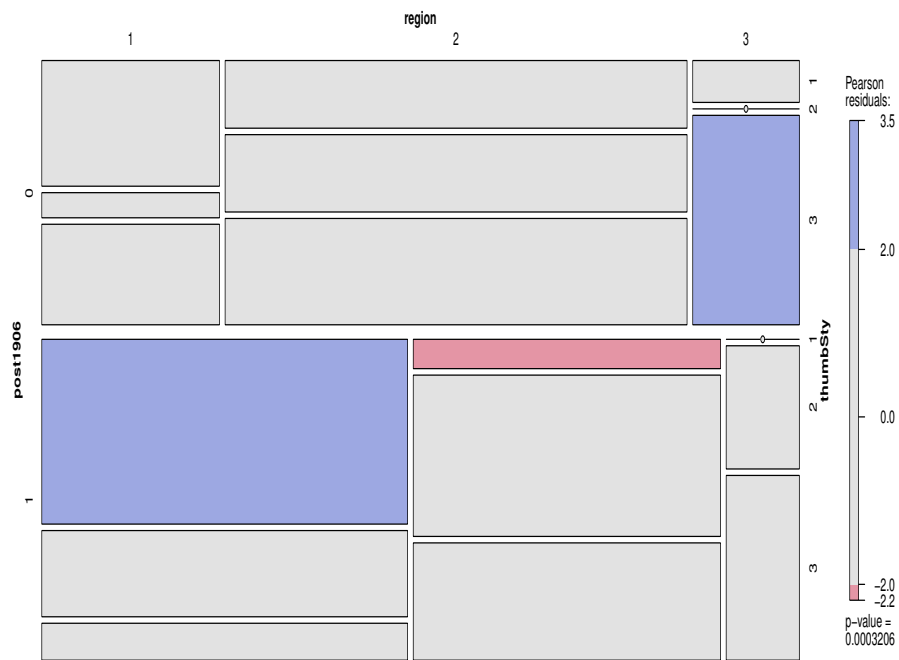 region
1 2 3
post1906
0
1
1
2
3
1
2
3
thumbSty
Pearson
residuals:
3.5
2.0
0.0
−2.0
−2.2
p−value =
0.0003206